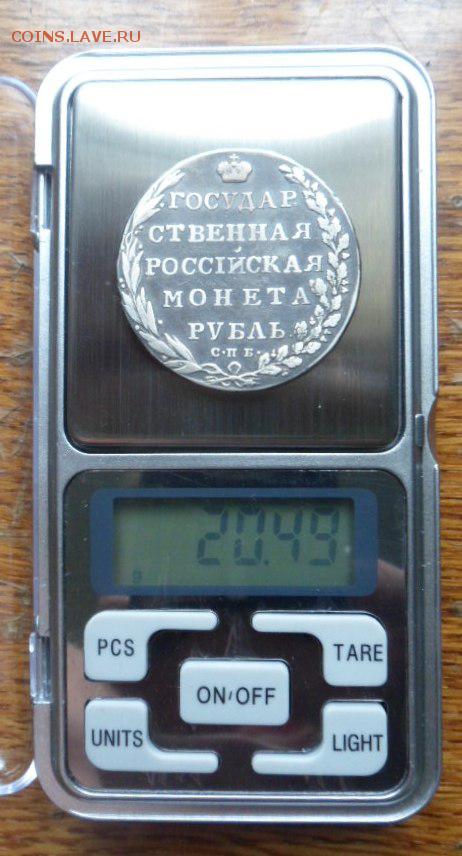 COINS.LAVE.RU
ГОСУДАР
СТВЕННАЯ
РОССІЙСКАЯ
МОНЕТА
РУБЛЬ.
С·П·Б·
20.49
g
PCS
TARE
ON/OFF
UNITS
LIGHT